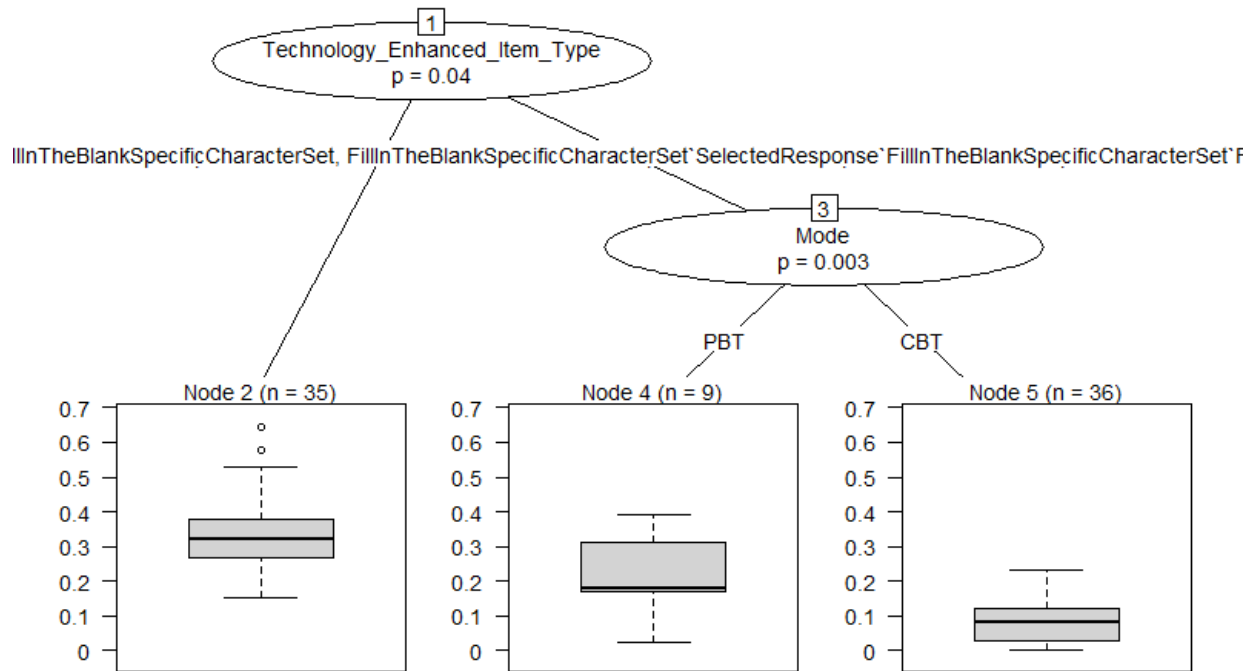 1
Technology_Enhanced_Item_Type
p = 0.04
IlInTheBlankSpecificCharacterSet, FillInTheBlankSpecificCharacterSet`SelectedResponse`FillInTheBlankSpecificCharacterSet`F
3
Mode
p = 0.003
PBT
CBT
Node 2 (n = 35)
0.7
0.6
0.5
0.4
0.3
0.2
0.1
0
Node 4 (n = 9)
0.7
0.6
0.5
0.4
0.3
0.2
0.1
0
Node 5 (n = 36)
0.7
0.6
0.5
0.4
0.3
0.2
0.1
0